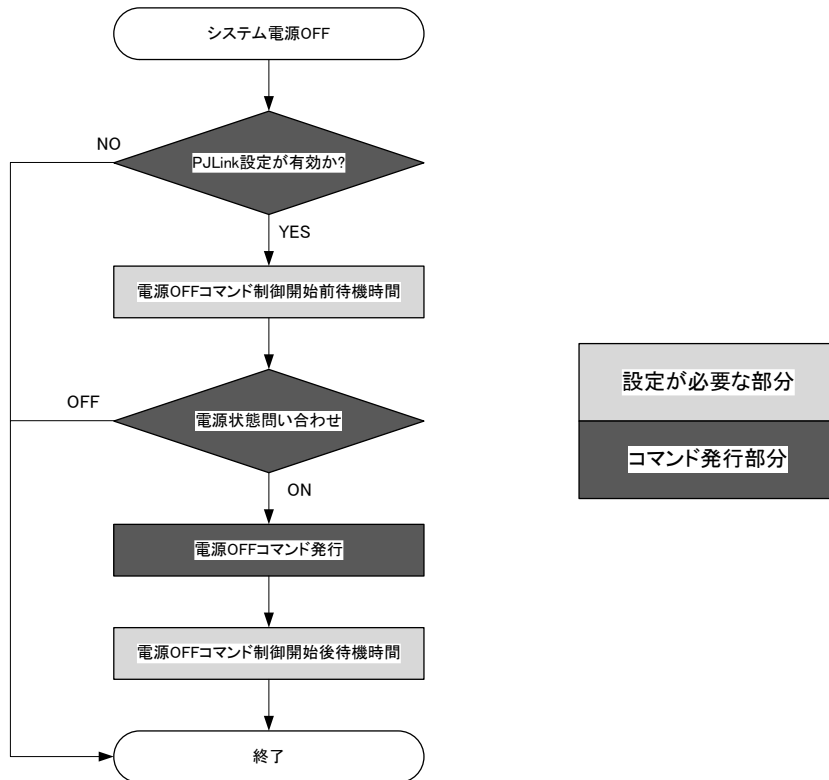 システム電源OFF
PJLink設定が有効か?
NO
YES
電源OFFコマンド制御開始前待機時間
電源状態問い合わせ
OFF
ON
電源OFFコマンド発行
電源OFFコマンド制御開始後待機時間
終了
設定が必要な部分
コマンド発行部分